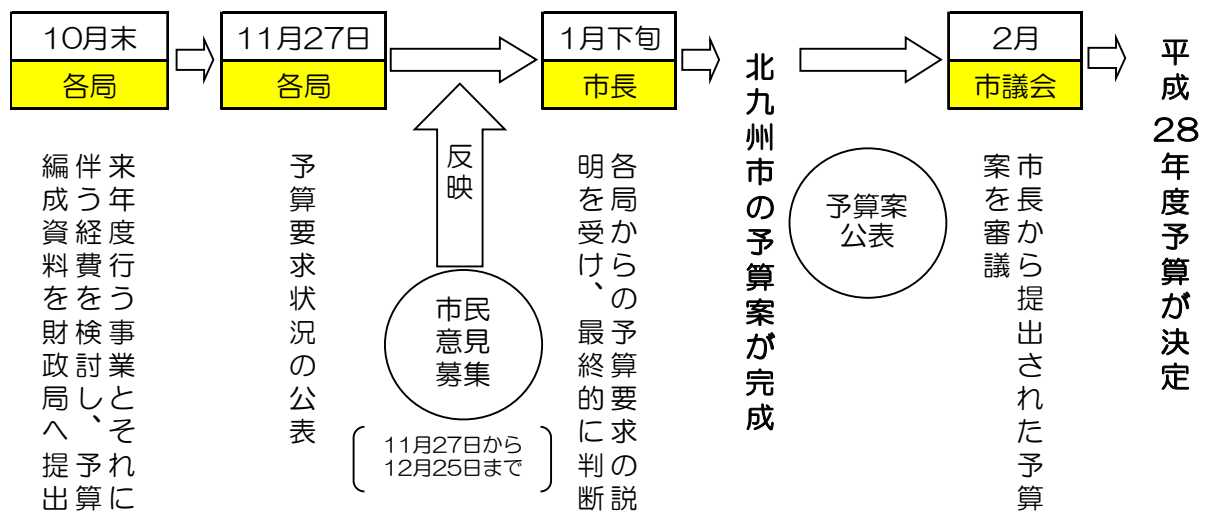 10月末
各局
来年度行う事業とそれに
伴う経費を検討し、予算
編成資料を財政局へ提出
11月27日
各局
予算要求状況の公表
反映
市民
意見
募集
11月27日から
12月25日まで
1月下旬
市長
各局からの予算要求の説
明を受け、最終的に判断
北九州市の予算案が完成
予算案
公表
2月
市議会
市長から提出された予算
案を審議
平成28年度予算が決定